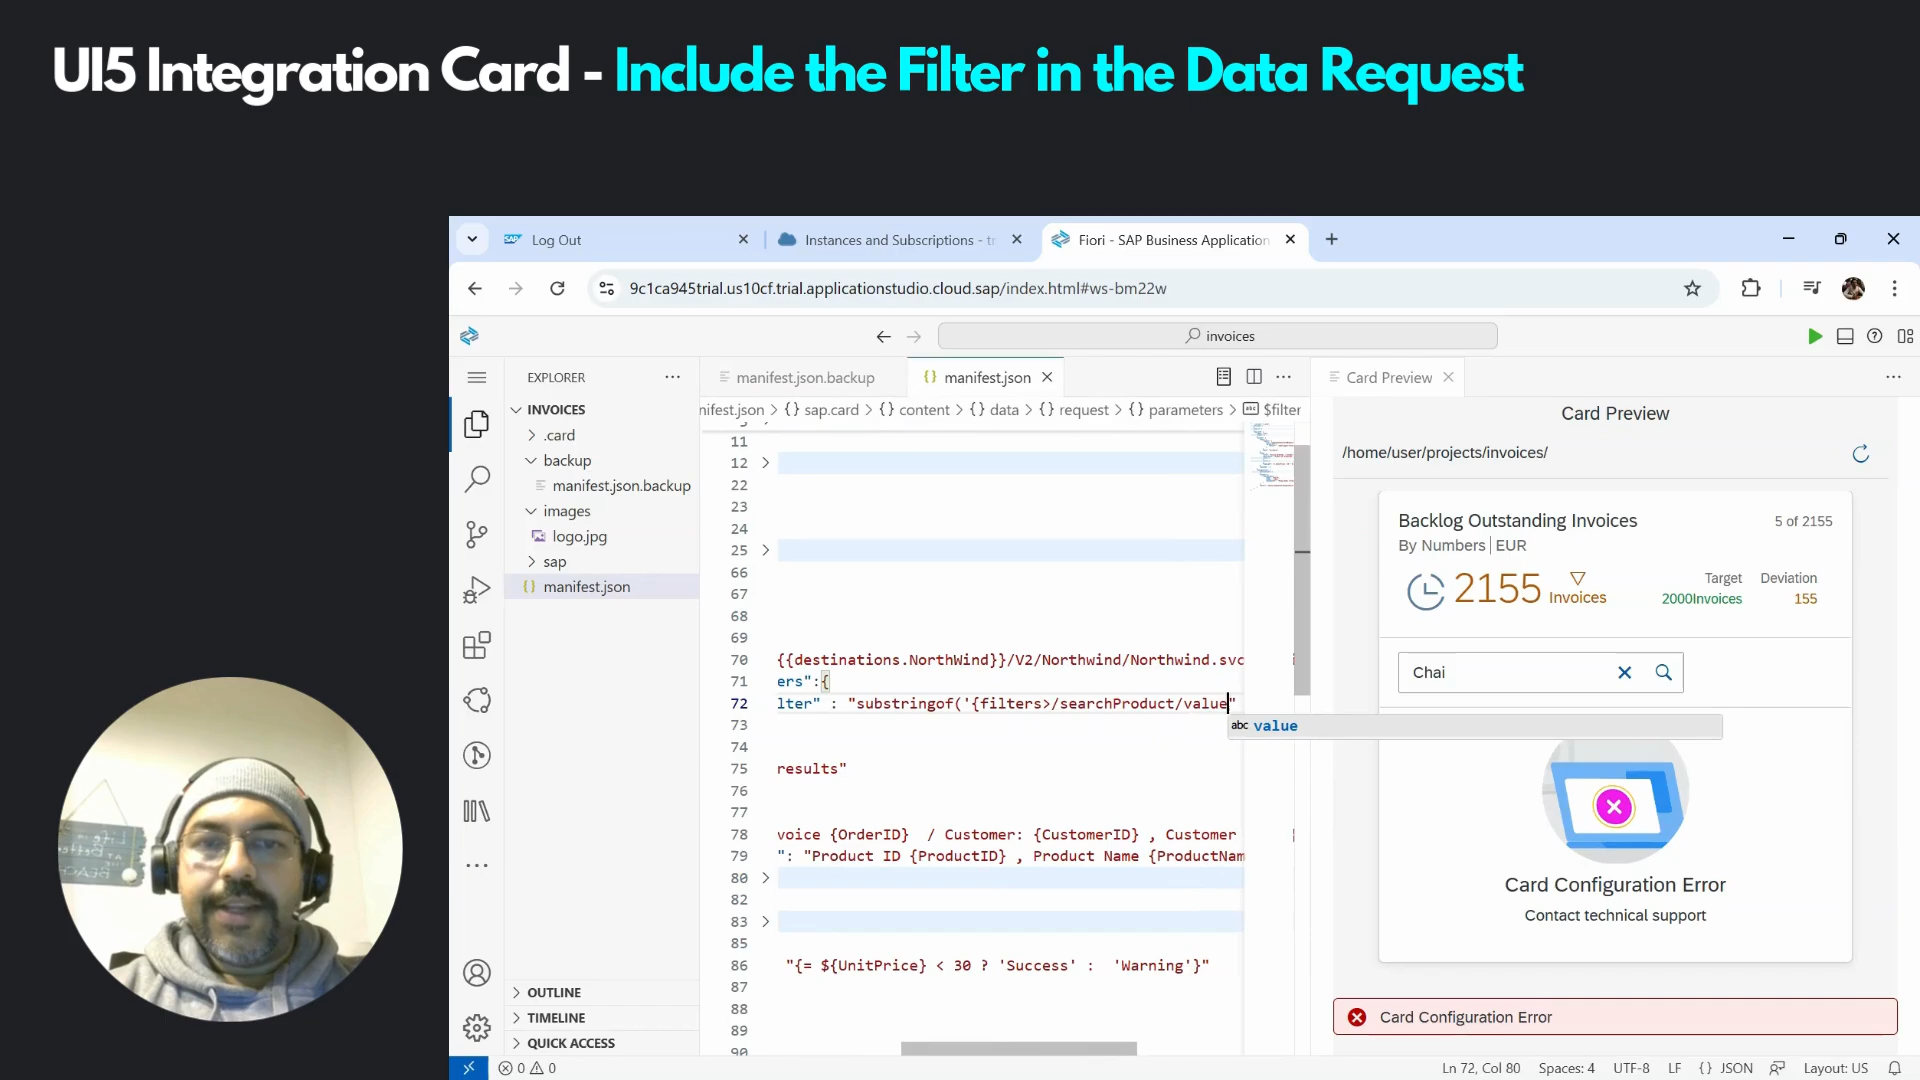 UI5 Integration Card - Include the Filter in the Data Request
Log Out
Instances and Subscriptions - tr
Fiori - SAP Business Application
9c1ca945trial.us10cf.trial.applicationstudio.cloud.sap/index.html#ws-bm22w
invoices
EXPLORER
INVOICES
.card
backup
manifest.json.backup
images
logo.jpg
sap
manifest.json
OUTLINE
TIMELINE
QUICK ACCESS
manifest.json.backup
manifest.json
nifest.json > {} sap.card > {} content > {} data > {} request > {} parameters > $filter
11
12
22
23
24
25
66
67
68
69
70 {{destinations.NorthWind}}/V2/Northwind/Northwind.svc
71 ers":{
72 lter" : "substringof('{filters>/searchProduct/value"
abc value
73
74
75 results"
76
77
78 voice {OrderID}  / Customer: {CustomerID} , Customer
79 ": "Product ID {ProductID} , Product Name {ProductNam
80
82
83
85
86 "{= ${UnitPrice} < 30 ? 'Success' :  'Warning'}"
87
88
89
90
Card Preview
Card Preview
/home/user/projects/invoices/
Backlog Outstanding Invoices
5 of 2155
By Numbers | EUR
2155
Invoices
Target
2000Invoices
Deviation
155
Chai
Card Configuration Error
Contact technical support
Card Configuration Error
0 0
Ln 72, Col 80
Spaces: 4
UTF-8
LF
{} JSON
Layout: US